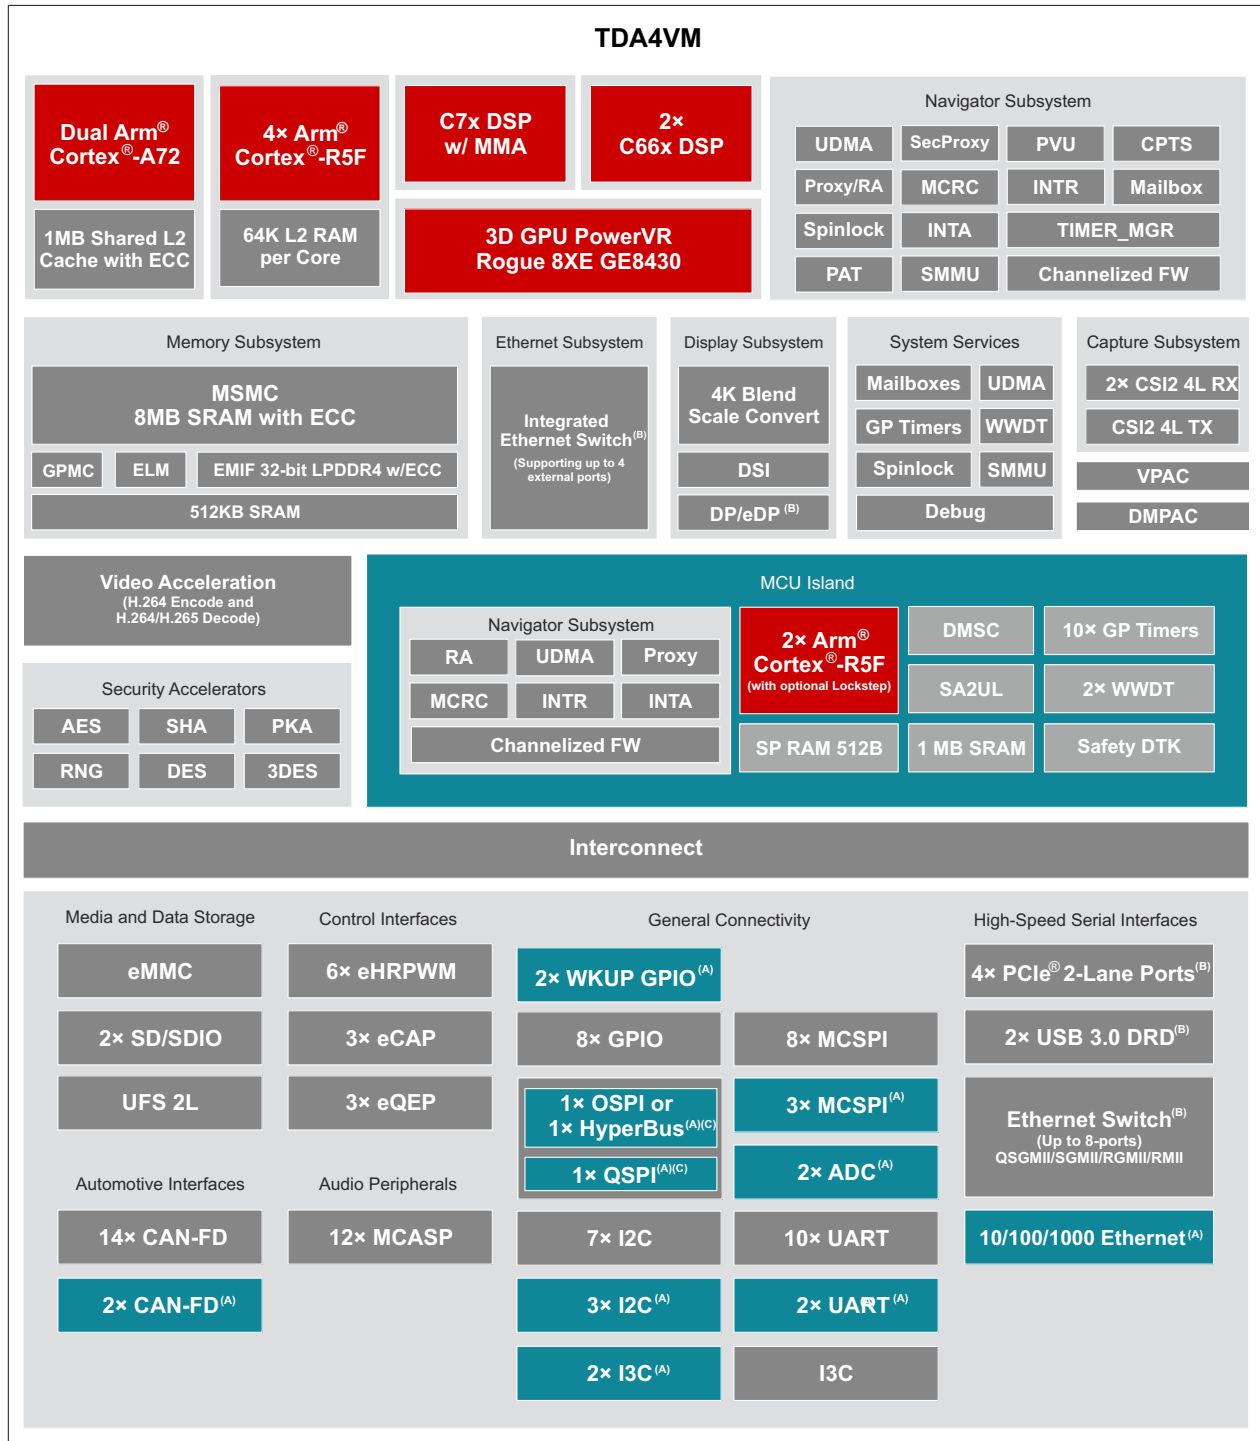 TDA4VM
Dual Arm®
Cortex®-A72
1MB Shared L2
Cache with ECC
4× Arm®
Cortex®-R5F
64K L2 RAM
per Core
C7x DSP
w/ MMA
2×
C66x DSP
3D GPU PowerVR
Rogue 8XE GE8430
Navigator Subsystem
UDMA
SecProxy
PVU
CPTS
Proxy/RA
MCRC
INTR
Mailbox
Spinlock
INTA
TIMER_MGR
PAT
SMMU
Channelized FW
Memory Subsystem
MSMC
8MB SRAM with ECC
GPMC
ELM
EMIF 32-bit LPDDR4 w/ECC
512KB SRAM
Ethernet Subsystem
Integrated
Ethernet Switch(B)
(Supporting up to 4
external ports)
Display Subsystem
4K Blend
Scale Convert
DSI
DP/eDP (B)
System Services
Mailboxes
UDMA
GP Timers
WWDT
Spinlock
SMMU
Debug
Capture Subsystem
2× CSI2 4L RX
CSI2 4L TX
VPAC
DMPAC
Video Acceleration
(H.264 Encode and
H.264/H.265 Decode)
Security Accelerators
AES
SHA
PKA
RNG
DES
3DES
MCU Island
Navigator Subsystem
RA
UDMA
Proxy
MCRC
INTR
INTA
Channelized FW
2× Arm®
Cortex®-R5F
(with optional Lockstep)
DMSC
10× GP Timers
SA2UL
2× WWDT
SP RAM 512B
1 MB SRAM
Safety DTK
Interconnect
Media and Data Storage
eMMC
2× SD/SDIO
UFS 2L
Automotive Interfaces
14× CAN-FD
2× CAN-FD(A)
Control Interfaces
6× eHRPWM
3× eCAP
3× eQEP
Audio Peripherals
12× MCASP
General Connectivity
2× WKUP GPIO(A)
8× GPIO
8× MCSPI
1× OSPI or
1× HyperBus(A)(C)
1× QSPI(A)(C)
3× MCSPI(A)
2× ADC(A)
7× I2C
10× UART
3× I2C(A)
2× UART(A)
2× I3C(A)
I3C
High-Speed Serial Interfaces
4× PCIe® 2-Lane Ports(B)
2× USB 3.0 DRD(B)
Ethernet Switch(B)
(Up to 8-ports)
QSGMII/SGMII/RGMII/RMII
10/100/1000 Ethernet(A)